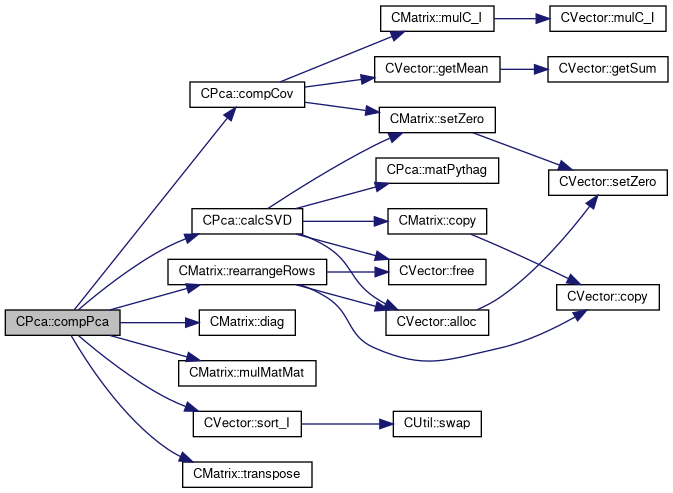 CMatrix::mulC_I
CVector::mulC_I
CVector::getMean
CVector::getSum
CPca::compCov
CMatrix::setZero
CPca::matPythag
CVector::setZero
CPca::calcSVD
CMatrix::copy
CMatrix::rearrangeRows
CVector::free
CVector::copy
CPca::compPca
CMatrix::diag
CVector::alloc
CMatrix::mulMatMat
CVector::sort_I
CUtil::swap
CMatrix::transpose